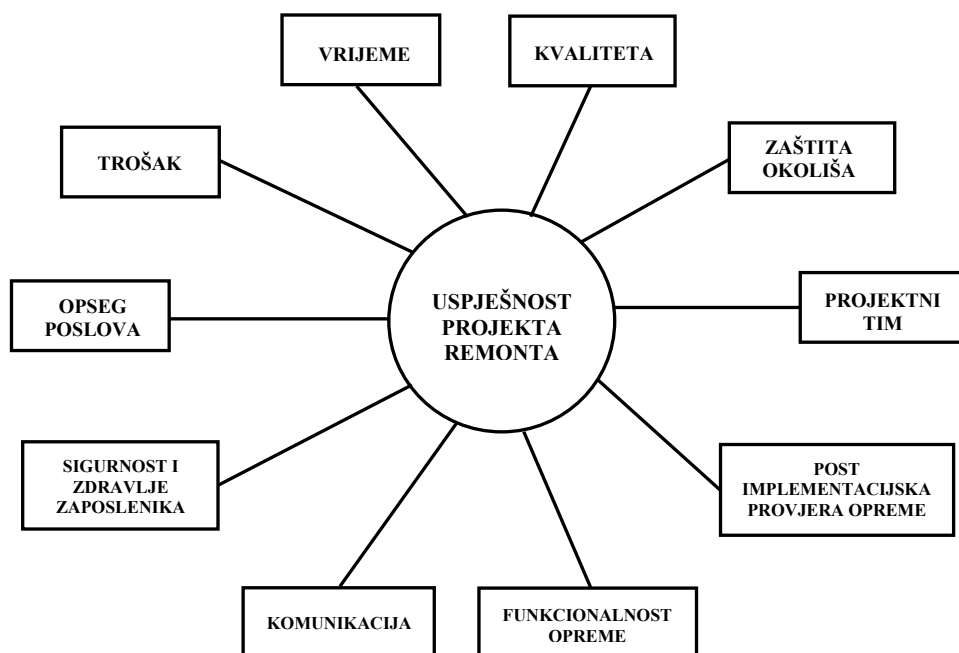 VRIJEME
KVALITETA
TROŠAK
ZAŠTITA
OKOLIŠA
OPSEG
POSLOVA
USPJEŠNOST
PROJEKTA
REMONTA
PROJEKTNI
TIM
SIGURNOST I
ZDRAVLJE
ZAPOSLENIKA
POST
IMPLEMENTACIJSKA
PROVJERA OPREME
KOMUNIKACIJA
FUNKCIONALNOST
OPREME